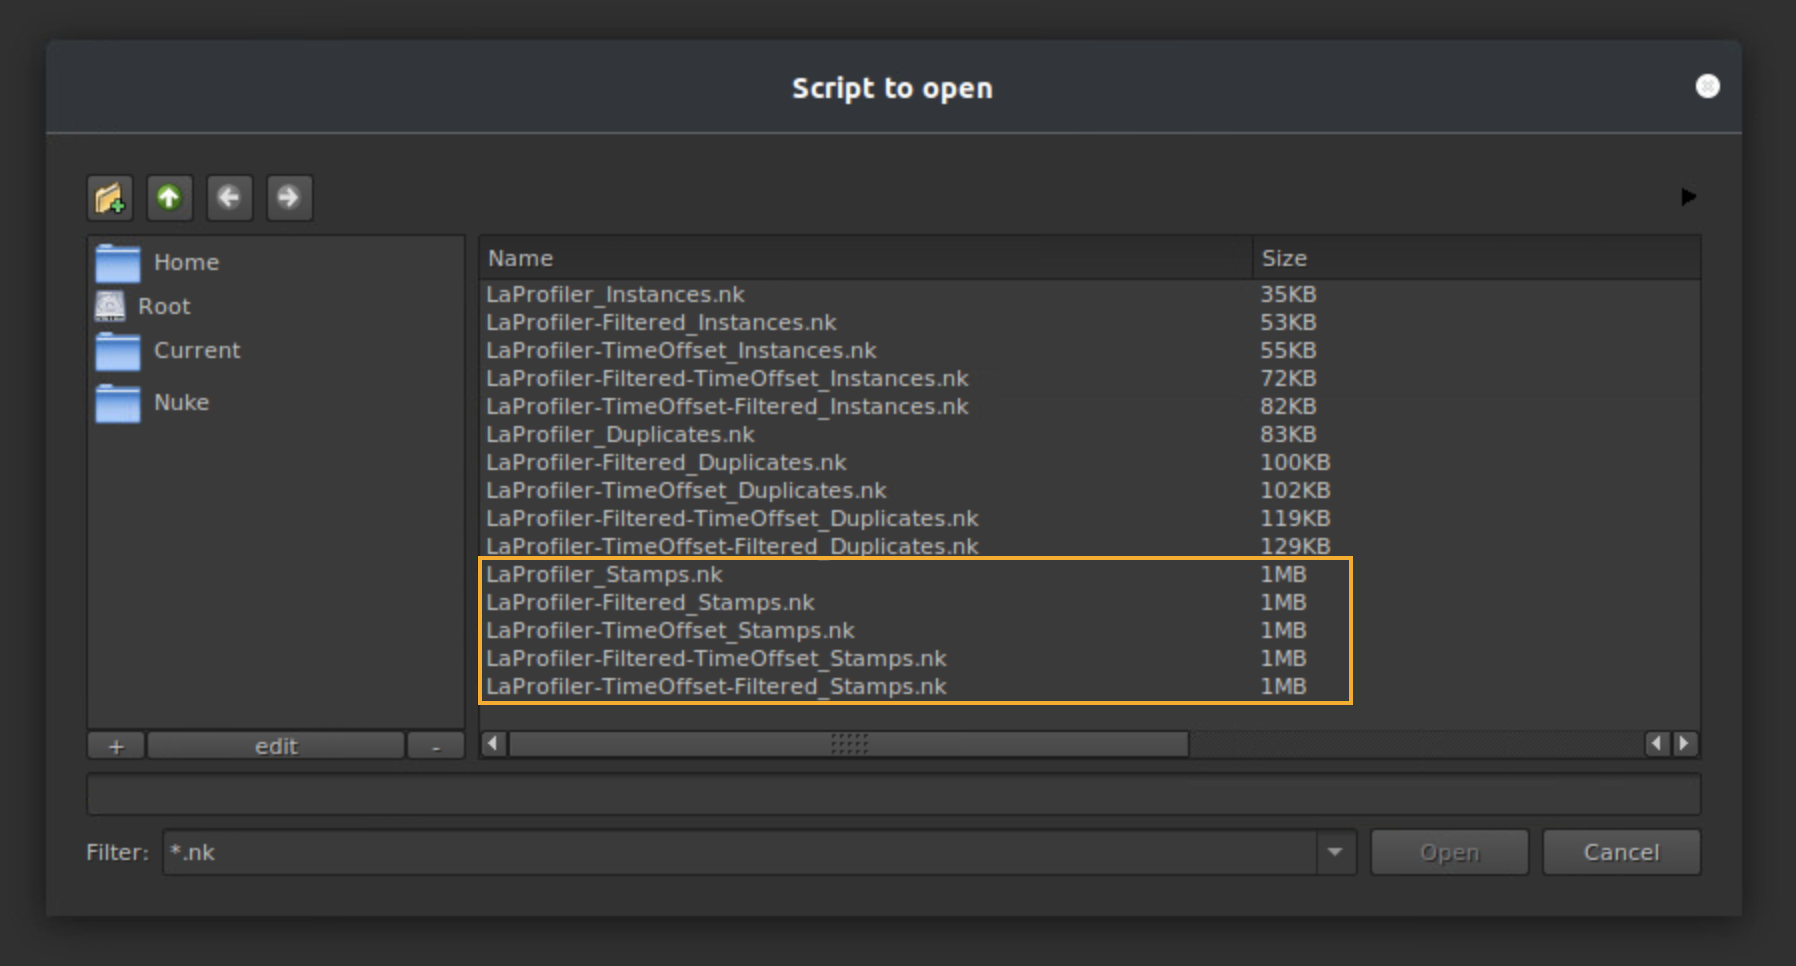 Script to open
Home
Root
Current
Nuke
+ edit -
Name Size
LaProfiler_Instances.nk 35KB
LaProfiler-Filtered_Instances.nk 53KB
LaProfiler-TimeOffset_Instances.nk 55KB
LaProfiler-Filtered-TimeOffset_Instances.nk 72KB
LaProfiler-TimeOffset-Filtered_Instances.nk 82KB
LaProfiler_Duplicates.nk 83KB
LaProfiler-Filtered_Duplicates.nk 100KB
LaProfiler-TimeOffset_Duplicates.nk 102KB
LaProfiler-Filtered-TimeOffset_Duplicates.nk 119KB
LaProfiler-TimeOffset-Filtered_Duplicates.nk 129KB
LaProfiler_Stamps.nk 1MB
LaProfiler-Filtered_Stamps.nk 1MB
LaProfiler-TimeOffset_Stamps.nk 1MB
LaProfiler-Filtered-TimeOffset_Stamps.nk 1MB
LaProfiler-TimeOffset-Filtered_Stamps.nk 1MB
Filter: *.nk Open Cancel